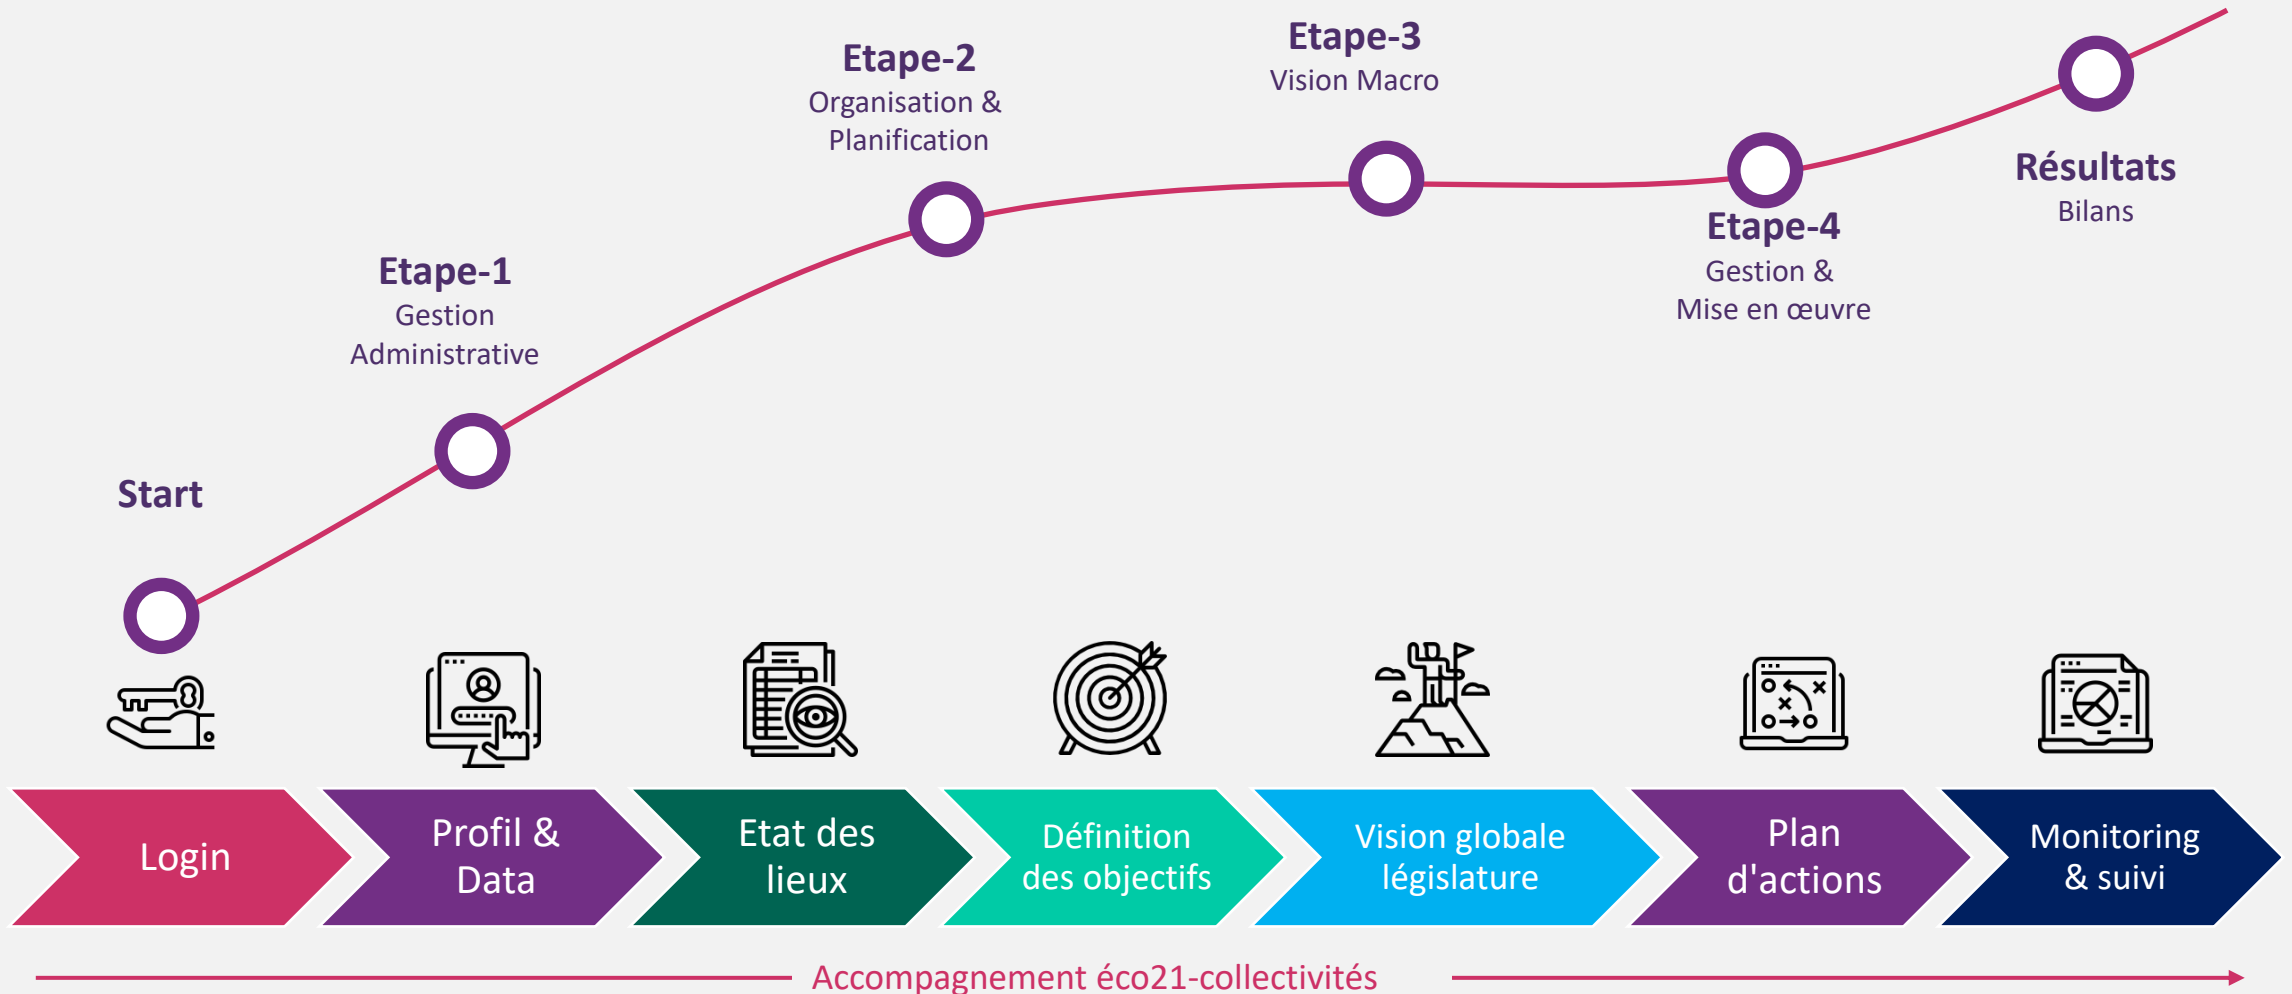 Start
Etape-1
Gestion
Administrative
Etape-2
Organisation &
Planification
Etape-3
Vision Macro
Etape-4
Gestion &
Mise en œuvre
Résultats
Bilans
Login
Profil &
Data
Etat des
lieux
Définition
des objectifs
Vision globale
législature
Plan
d'actions
Monitoring
& suivi
Accompagnement éco21-collectivités